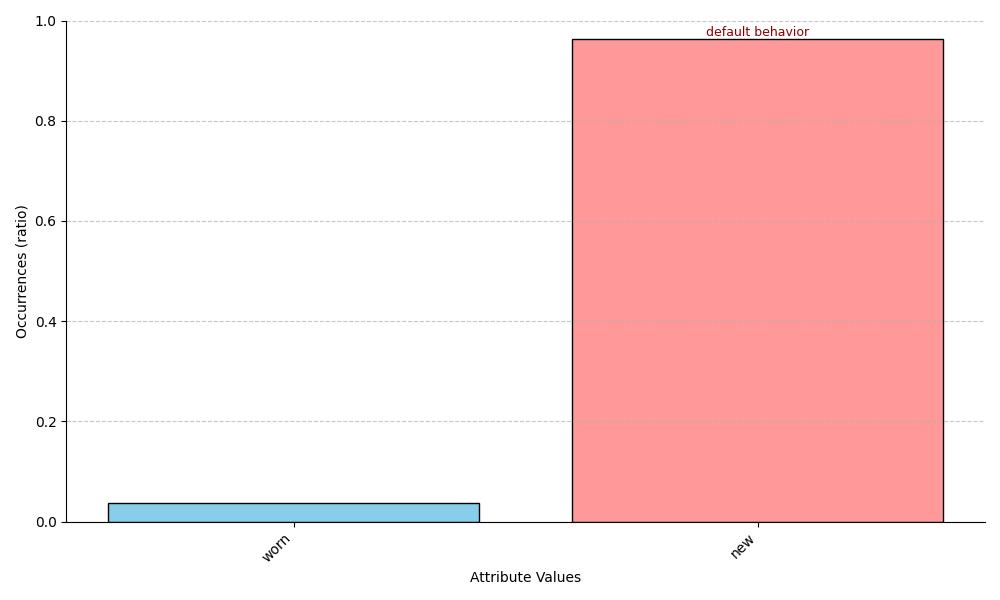 1.0
default behavior
0.8
0.6
0.4
0.2
0.0
Occurrences (ratio)
worn
new
Attribute Values